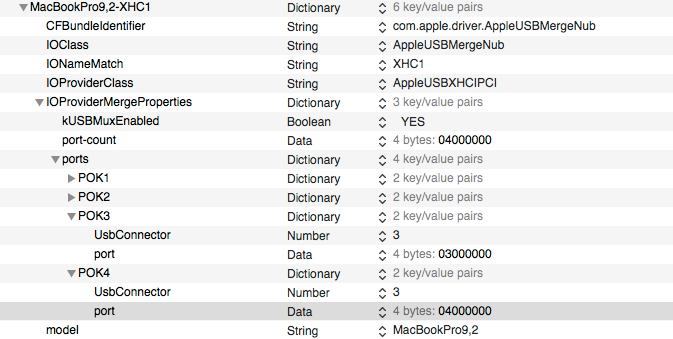 MacBookPro9,2-XHC1 Dictionary 6 key/value pairs
CFBundleIdentifier String com.apple.driver.AppleUSBMergeNub
IOClass String AppleUSBMergeNub
IONameMatch String XHC1
IOProviderClass String AppleUSBXHCIPCI
IOProviderMergeProperties Dictionary 3 key/value pairs
kUSBMuxEnabled Boolean YES
port-count Data 4 bytes: 04000000
ports Dictionary 4 key/value pairs
POK1 Dictionary 2 key/value pairs
POK2 Dictionary 2 key/value pairs
POK3 Dictionary 2 key/value pairs
UsbConnector Number 3
port Data 4 bytes: 03000000
POK4 Dictionary 2 key/value pairs
UsbConnector Number 3
port Data 4 bytes: 04000000
model String MacBookPro9,2